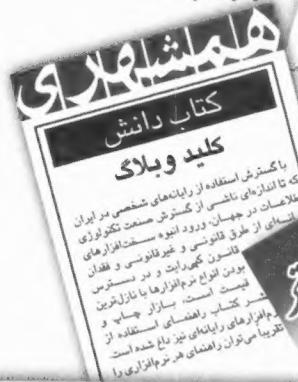 همشهری
کتاب دانش
کلید وبلاگ
با گسترش استفاده از رایانه‌های شخصی در ایران
که تا اندازه‌ای ناشی از گسترش صنعت تکنولوژی
اطلاعات در جهان، ورود انبوه سخت‌افزارهای
رایانه‌ای از طرق قانونی و غیرقانونی و فقدان
قانون کپی‌رایت و در دسترس
بودن انواع نرم‌افزارها با نازل‌ترین
قیمت است، بازار چاپ و
نشر کتاب راهنمای استفاده از
نرم‌افزارهای رایانه‌ای نیز داغ شده است
تقریبا می‌توان راهنمای هر نرم‌افزاری را